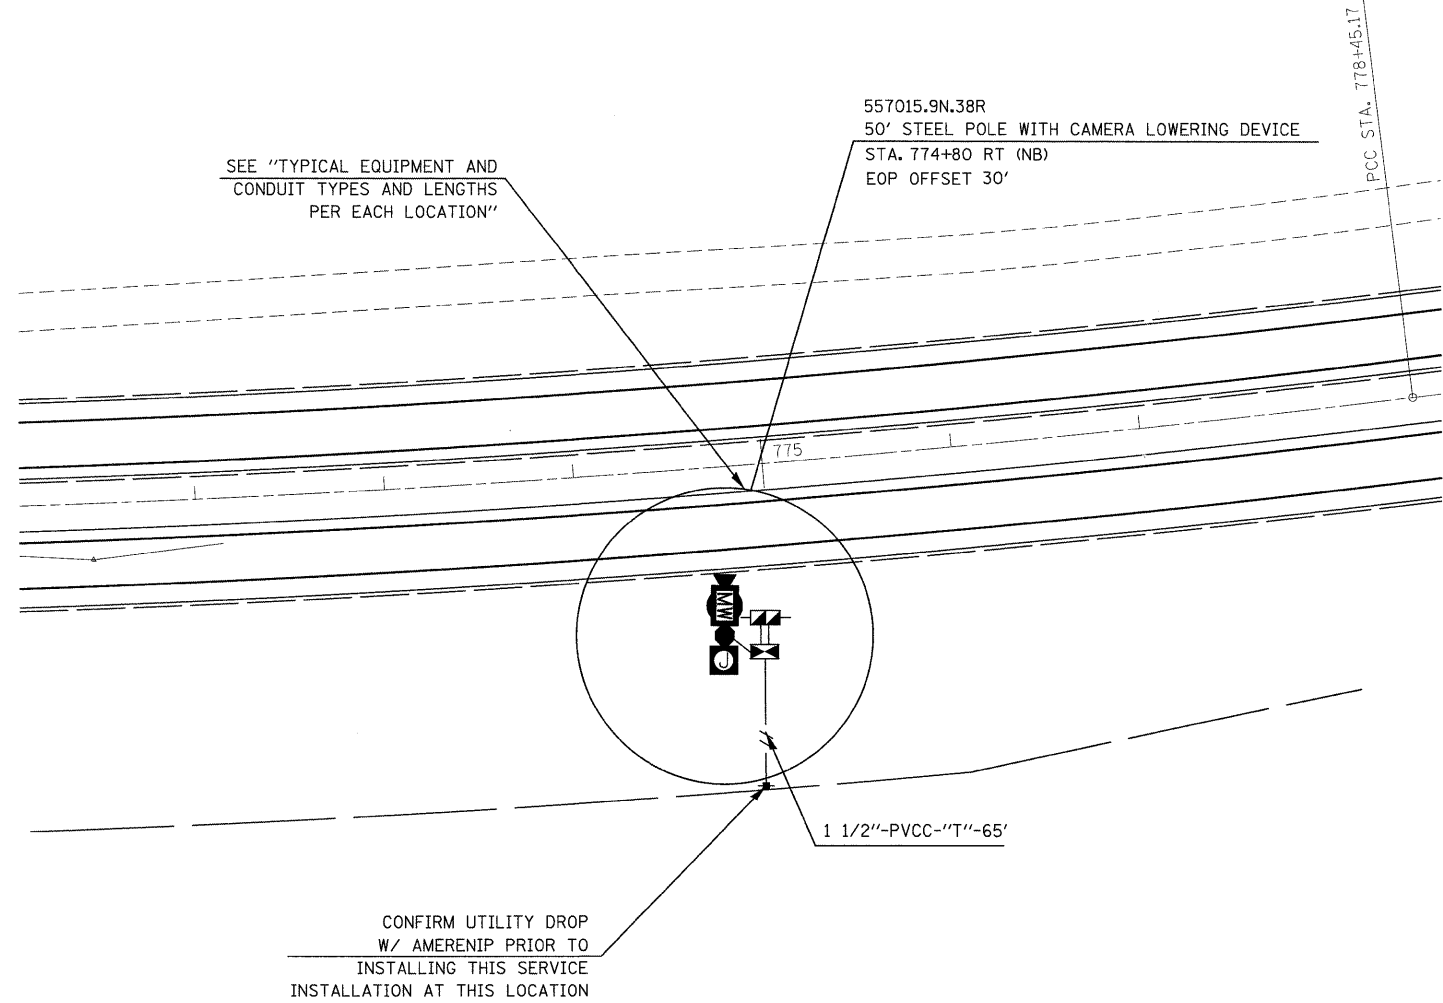 PCC STA. 778+45.17
557015.9N.38R
50' STEEL POLE WITH CAMERA LOWERING DEVICE
STA. 774+80 RT (NB)
EOP OFFSET 30'
SEE "TYPICAL EQUIPMENT AND
CONDUIT TYPES AND LENGTHS
PER EACH LOCATION"
775
MW
J
1 1/2"-PVCC-"T"-65'
CONFIRM UTILITY DROP
W/ AMERENIP PRIOR TO
INSTALLING THIS SERVICE
INSTALLATION AT THIS LOCATION